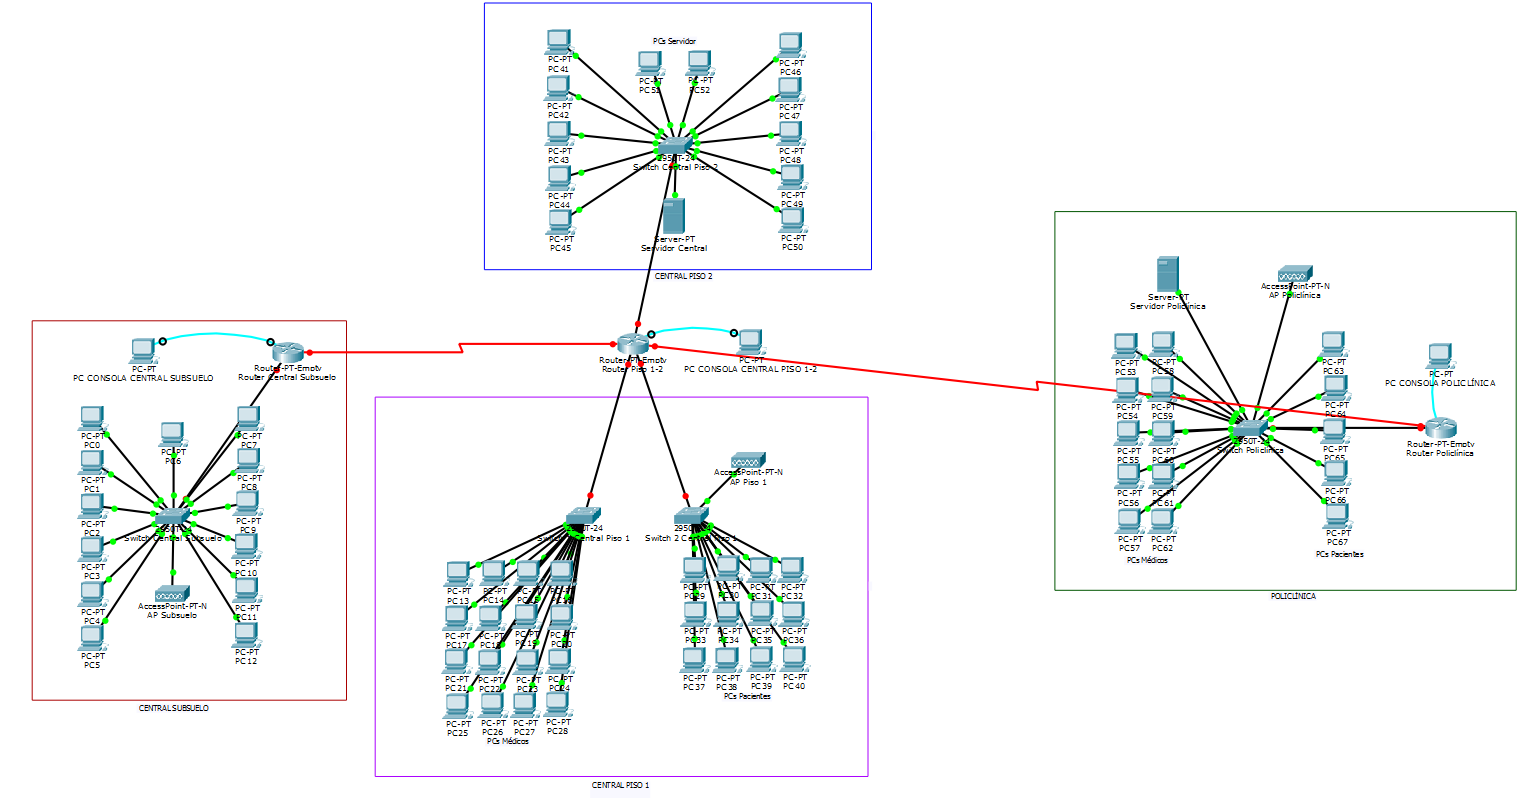 PCs Servidor
PC-PT
PC41
PC-PT
PC42
PC-PT
PC43
PC-PT
PC44
PC-PT
PC45
PC-PT
PC-PT
PC52
PC-PT
PC46
PC-PT
PC47
PC-PT
PC48
PC-PT
PC49
PC-PT
PC50
2950T-24
Switch Central Piso 2
Server-PT
Servidor Central
CENTRAL PISO 2
PC-PT
PC CONSOLA CENTRAL SUBSUELO
Router-PT-Empty
Router Central Subsuelo
PC-PT
PC0
PC-PT
PC1
PC-PT
PC2
PC-PT
PC3
PC-PT
PC4
PC-PT
PC5
PC-PT
PC6
PC-PT
PC7
PC-PT
PC8
PC-PT
PC9
PC-PT
PC10
PC-PT
PC11
PC-PT
PC12
2950T-24
Switch Central Subsuelo
AccessPoint-PT-N
AP Subsuelo
CENTRAL SUBSUELO
Router-PT-Empty
Router Piso 1-2
PC-PT
PC CONSOLA CENTRAL PISO 1-2
AccessPoint-PT-N
AP Piso 1
Central Piso 1
2950T-24
Switch 2 Central Piso 1
PC-PT
PC13
PC-PT
PC14
PC-PT
PC-PT
PC-PT
PC17
PC-PT
PC-PT
PC19
PC-PT
PC20
PC-PT
PC21
PC-PT
PC22
PC-PT
PC23
PC-PT
PC24
PC-PT
PC25
PC-PT
PC26
PC-PT
PC27
PC-PT
PC28
PCs Médicos
PC-PT
PC29
PC-PT
PC30
PC-PT
PC31
PC-PT
PC32
PC-PT
PC33
PC-PT
PC34
PC-PT
PC35
PC-PT
PC36
PC-PT
PC37
PC-PT
PC38
PC-PT
PC39
PC-PT
PC40
PCs Pacientes
CENTRAL PISO 1
Server-PT
Servidor Policlínica
AccessPoint-PT-N
AP Policlínica
PC-PT
PC53
PC-PT
PC58
PC-PT
PC54
PC-PT
PC59
PC-PT
PC55
PC-PT
PC60
PC-PT
PC56
PC-PT
PC61
PC-PT
PC57
PC-PT
PC62
PCs Médicos
2950T-24
Switch Policlínica
PC-PT
PC63
PC-PT
PC64
PC-PT
PC65
PC-PT
PC66
PC-PT
PC67
PCs Pacientes
PC-PT
PC CONSOLA POLICLÍNICA
Router-PT-Empty
Router Policlínica
POLICLÍNICA